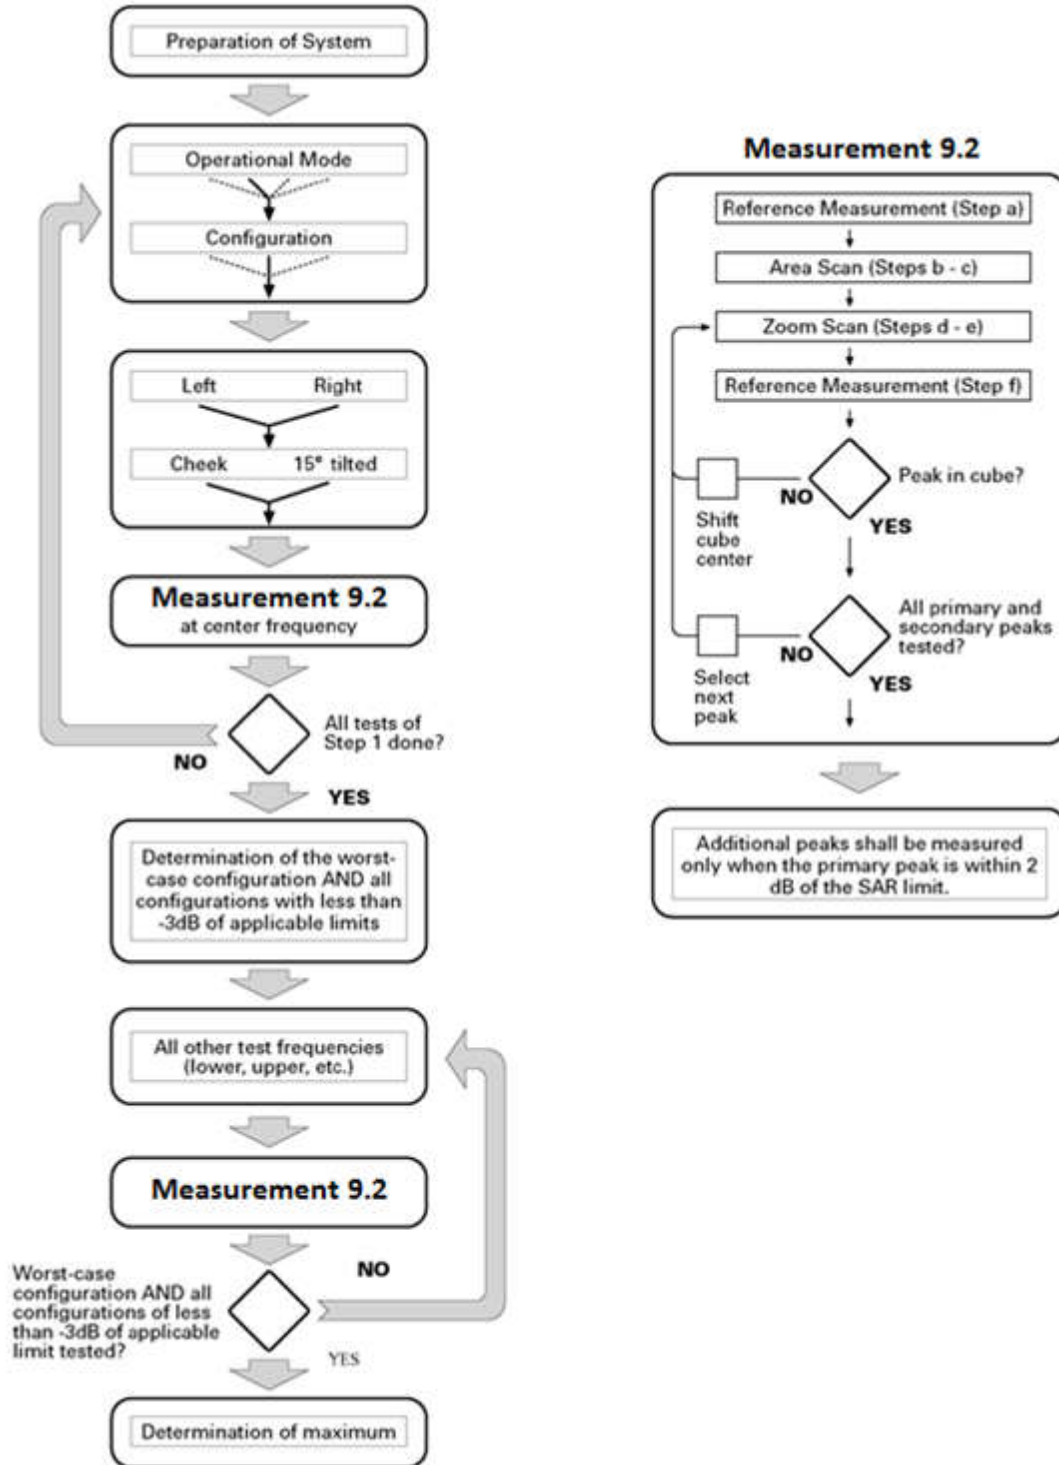 Preparation of System
Operational Mode
Configuration
Left Right
Cheek 15° tilted
Measurement 9.2
at center frequency
All tests of
Step 1 done?
NO
YES
Determination of the worst-
case configuration AND all
configurations with less than
-3dB of applicable limits
All other test frequencies
(lower, upper, etc.)
Measurement 9.2
NO
Worst-case
configuration AND all
configurations of less
than -3dB of applicable
limit tested?
YES
Determination of maximum
Measurement 9.2
Reference Measurement (Step a)
Area Scan (Steps b - c)
Zoom Scan (Steps d - e)
Reference Measurement (Step f)
Peak in cube?
NO
Shift
cube
center
YES
All primary and
secondary peaks
tested?
NO
Select
next
peak
YES
Additional peaks shall be measured
only when the primary peak is within 2
dB of the SAR limit.